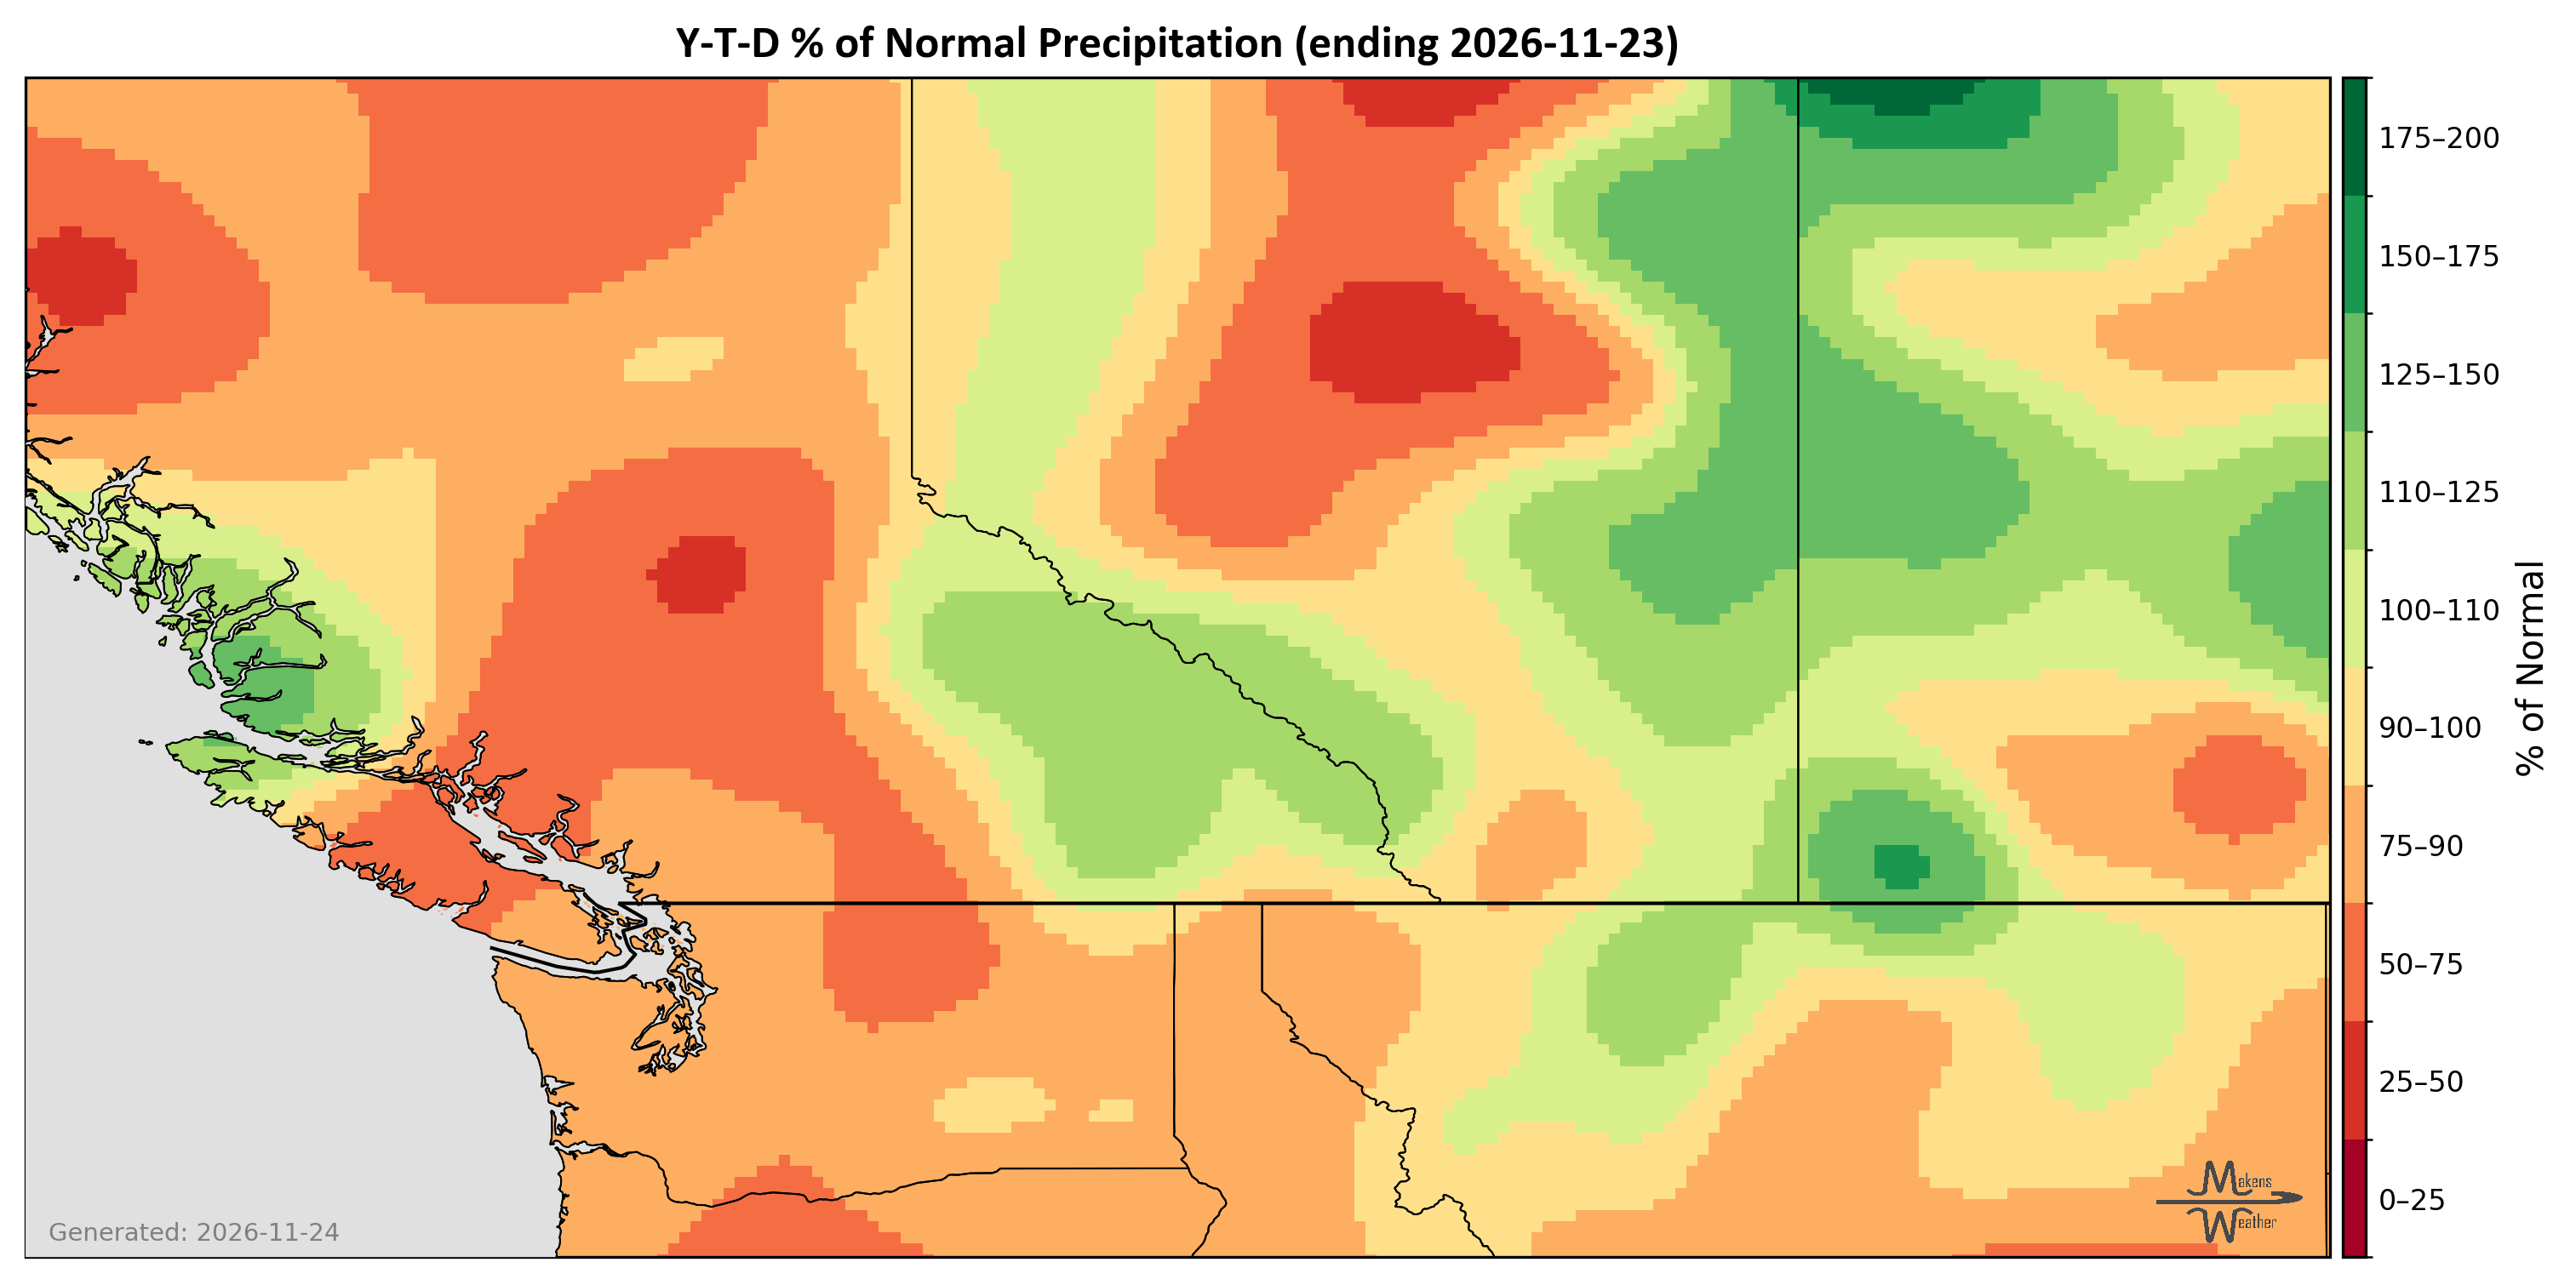 Y-T-D % of Normal Precipitation (ending 2026-11-23)
175–200
150–175
125–150
110–125
100–110
90–100
75–90
50–75
25–50
0–25
% of Normal
Generated: 2026-11-24
Makens
Weather